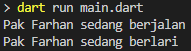 > dart run main.dart
Pak Farhan sedang berjalan
Pak Farhan sedang berlari